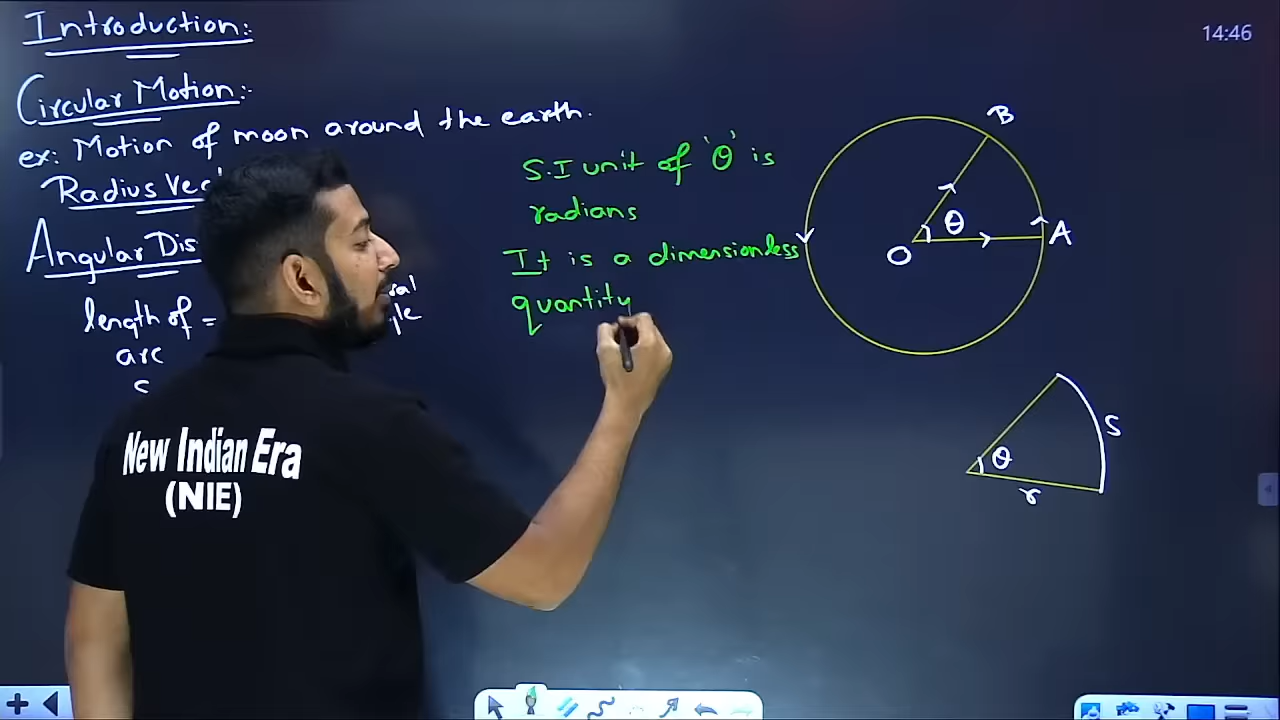 Introduction:
14:46
Circular Motion:
ex: Motion of moon around the earth.
Radius Vec
Angular Dis
length of =
arc
S.I unit of 'θ' is
radians
It is a dimensionless
quantity
B
θ
O
A
S
θ
r
New Indian Era
(NIE)